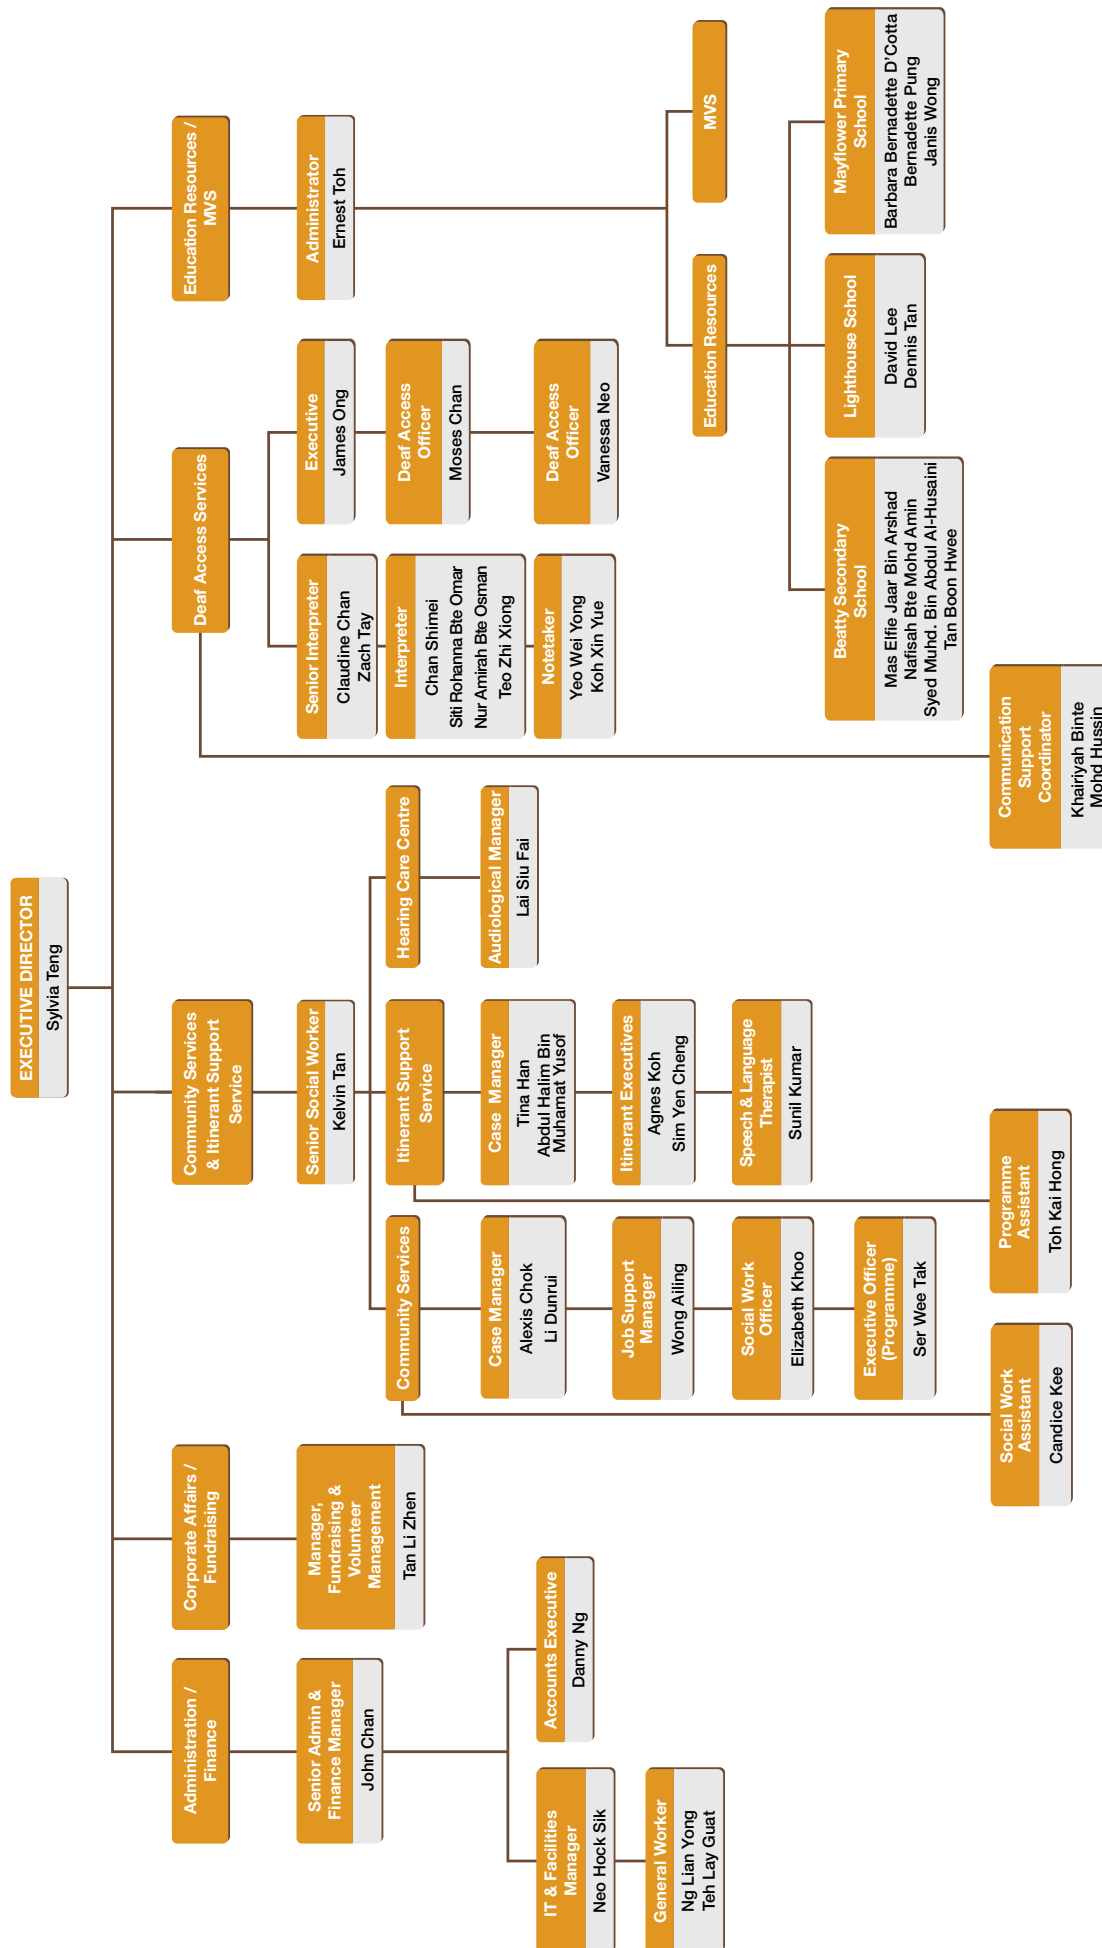 EXECUTIVE DIRECTOR
Sylvia Teng
Administration /
Finance
Senior Admin &
Finance Manager
John Chan
IT & Facilities
Manager
Neo Hock Sik
General Worker
Ng Lian Yong
Teh Lay Guat
Accounts Executive
Danny Ng
Corporate Affairs /
Fundraising
Manager,
Fundraising &
Volunteer
Management
Tan Li Zhen
Community Services
& Itinerant Support
Service
Senior Social Worker
Kelvin Tan
Community Services
Case Manager
Alexis Chok
Li Dunrui
Job Support
Manager
Wong Ailing
Social Work
Officer
Elizabeth Khoo
Executive Officer
(Programme)
Ser Wee Tak
Social Work
Assistant
Candice Kee
Itinerant Support
Service
Case Manager
Tina Han
Abdul Halim Bin
Muhamat Yusof
Itinerant Executives
Agnes Koh
Sim Yen Cheng
Speech & Language
Therapist
Sunil Kumar
Programme
Assistant
Toh Kai Hong
Hearing Care Centre
Audiological Manager
Lai Siu Fai
Deaf Access Services
Senior Interpreter
Claudine Chan
Zach Tay
Interpreter
Chan Shimei
Siti Rohanna Bte Omar
Nur Amirah Bte Osman
Teo Zhi Xiong
Notetaker
Yeo Wei Yong
Koh Xin Yue
Executive
James Ong
Deaf Access
Officer
Moses Chan
Deaf Access
Officer
Vanessa Neo
Communication
Support
Coordinator
Khairiyah Binte
Mohd Hussin
Education Resources /
MVS
Administrator
Ernest Toh
Education Resources
MVS
Beatty Secondary
School
Mas Elfie Jaar Bin Arshad
Nafisah Bte Mohd Amin
Syed Muhd. Bin Abdul Al-Husaini
Tan Boon Hwee
Lighthouse School
David Lee
Dennis Tan
Mayflower Primary
School
Barbara Bernadette D'Cotta
Bernadette Pung
Janis Wong